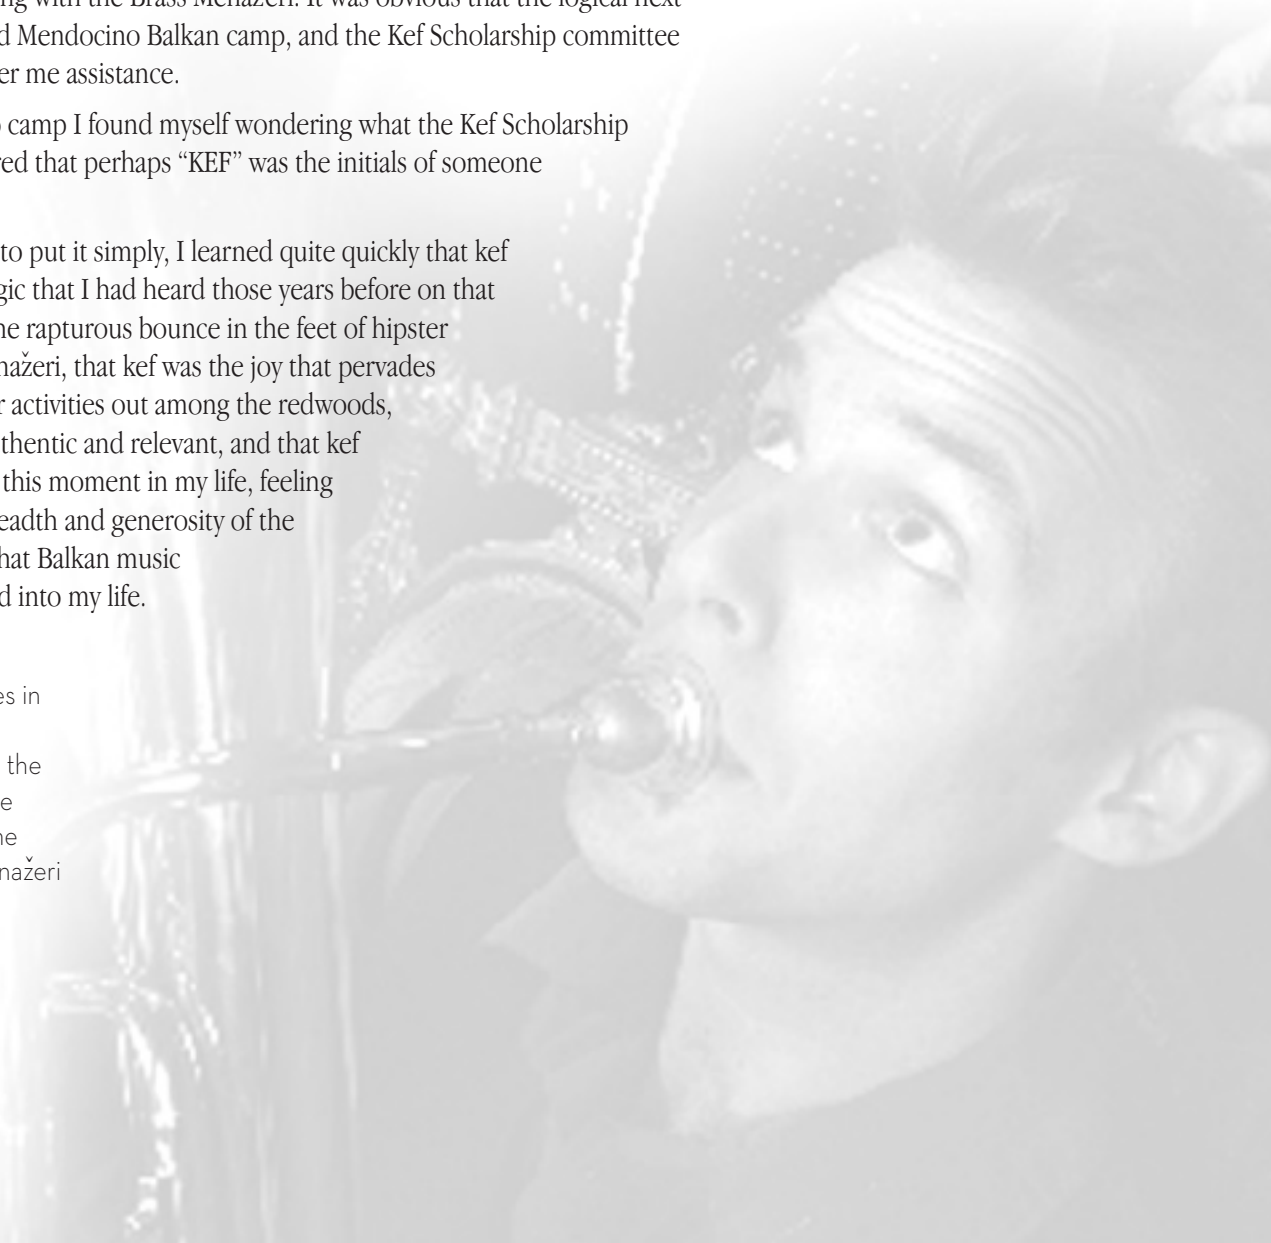 ng with the Brass Menažeri. It was obvious that the logical next
d Mendocino Balkan camp, and the Kef Scholarship committee
er me assistance.
o camp I found myself wondering what the Kef Scholarship
red that perhaps “KEF” was the initials of someone
to put it simply, I learned quite quickly that kef
gic that I had heard those years before on that
he rapturous bounce in the feet of hipster
nažeri, that kef was the joy that pervades
r activities out among the redwoods,
thentic and relevant, and that kef
this moment in my life, feeling
eadth and generosity of the
hat Balkan music
d into my life.
es in
the
e
ne
nažeri